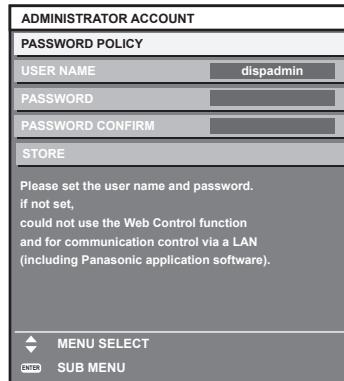 ADMINISTRATOR ACCOUNT
PASSWORD POLICY
USER NAME dispadmin
PASSWORD
PASSWORD CONFIRM
STORE
Please set the user name and password.
if not set,
could not use the Web Control function
and for communication control via a LAN
(including Panasonic application software).
MENU SELECT
ENTER SUB MENU